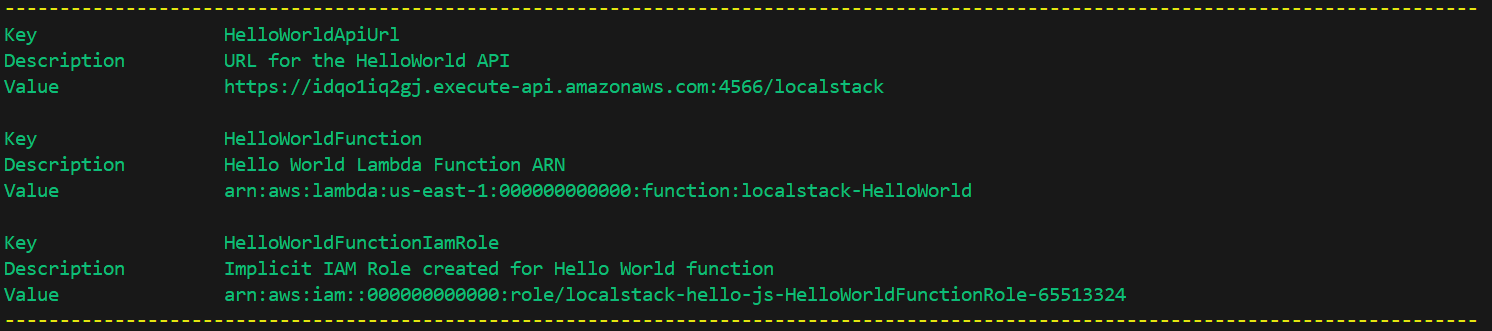 Key HelloWorldApiUrl
Description URL for the HelloWorld API
Value https://idqo1iq2gj.execute-api.amazonaws.com:4566/localstack
Key HelloWorldFunction
Description Hello World Lambda Function ARN
Value arn:aws:lambda:us-east-1:000000000000:function:localstack-HelloWorld
Key HelloWorldFunctionIamRole
Description Implicit IAM Role created for Hello World function
Value arn:aws:iam::000000000000:role/localstack-hello-js-HelloWorldFunctionRole-65513324